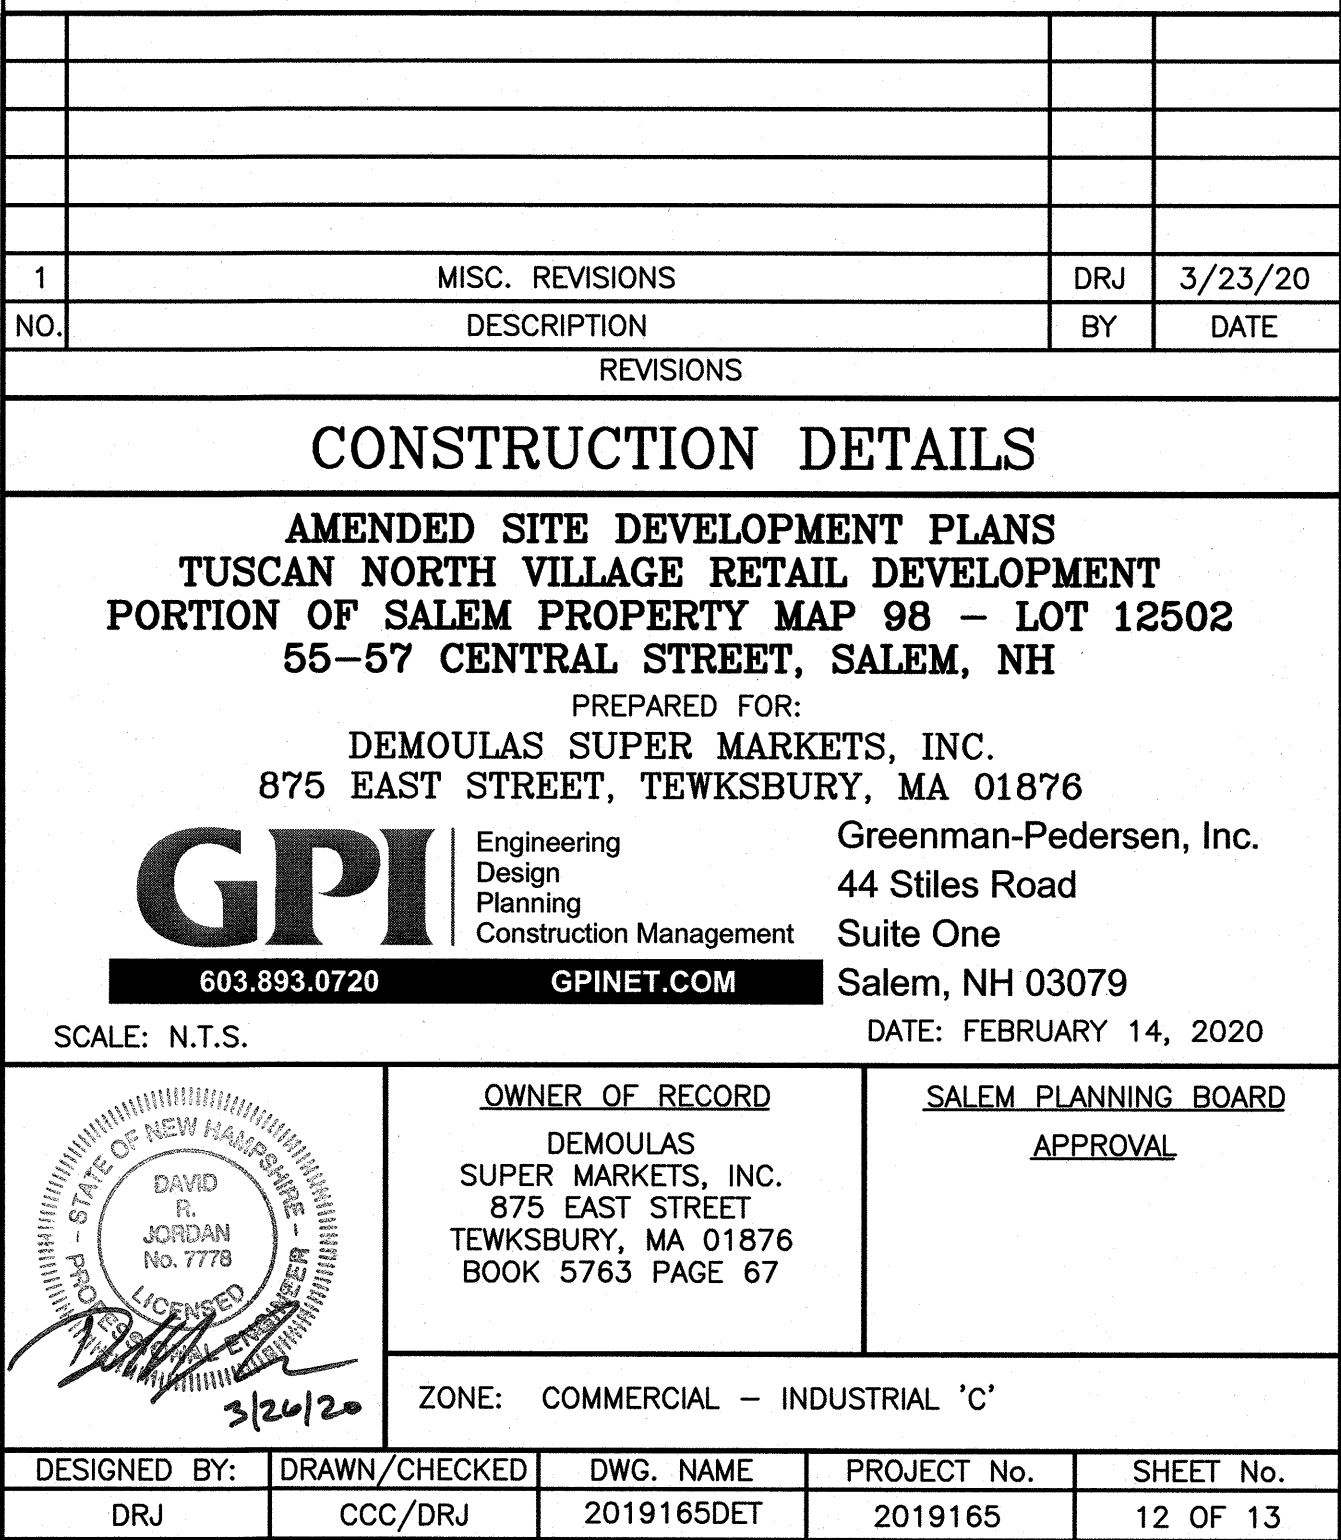 1 MISC. REVISIONS DRJ 3/23/20
NO. DESCRIPTION BY DATE
REVISIONS
CONSTRUCTION DETAILS
AMENDED SITE DEVELOPMENT PLANS
TUSCAN NORTH VILLAGE RETAIL DEVELOPMENT
PORTION OF SALEM PROPERTY MAP 98 – LOT 12502
55–57 CENTRAL STREET, SALEM, NH
PREPARED FOR:
DEMOULAS SUPER MARKETS, INC.
875 EAST STREET, TEWKSBURY, MA 01876
GPI
Engineering
Design
Planning
Construction Management
603.893.0720 GPINET.COM
Greenman-Pedersen, Inc.
44 Stiles Road
Suite One
Salem, NH 03079
SCALE: N.T.S.
DATE: FEBRUARY 14, 2020
STATE OF NEW HAMPSHIRE
DAVID
R.
JORDAN
No. 7778
LICENSED
PROFESSIONAL ENGINEER
3/26/20
OWNER OF RECORD
DEMOULAS
SUPER MARKETS, INC.
875 EAST STREET
TEWKSBURY, MA 01876
BOOK 5763 PAGE 67
SALEM PLANNING BOARD
APPROVAL
ZONE: COMMERCIAL – INDUSTRIAL 'C'
DESIGNED BY: DRAWN/CHECKED DWG. NAME PROJECT No. SHEET No.
DRJ CCC/DRJ 2019165DET 2019165 12 OF 13